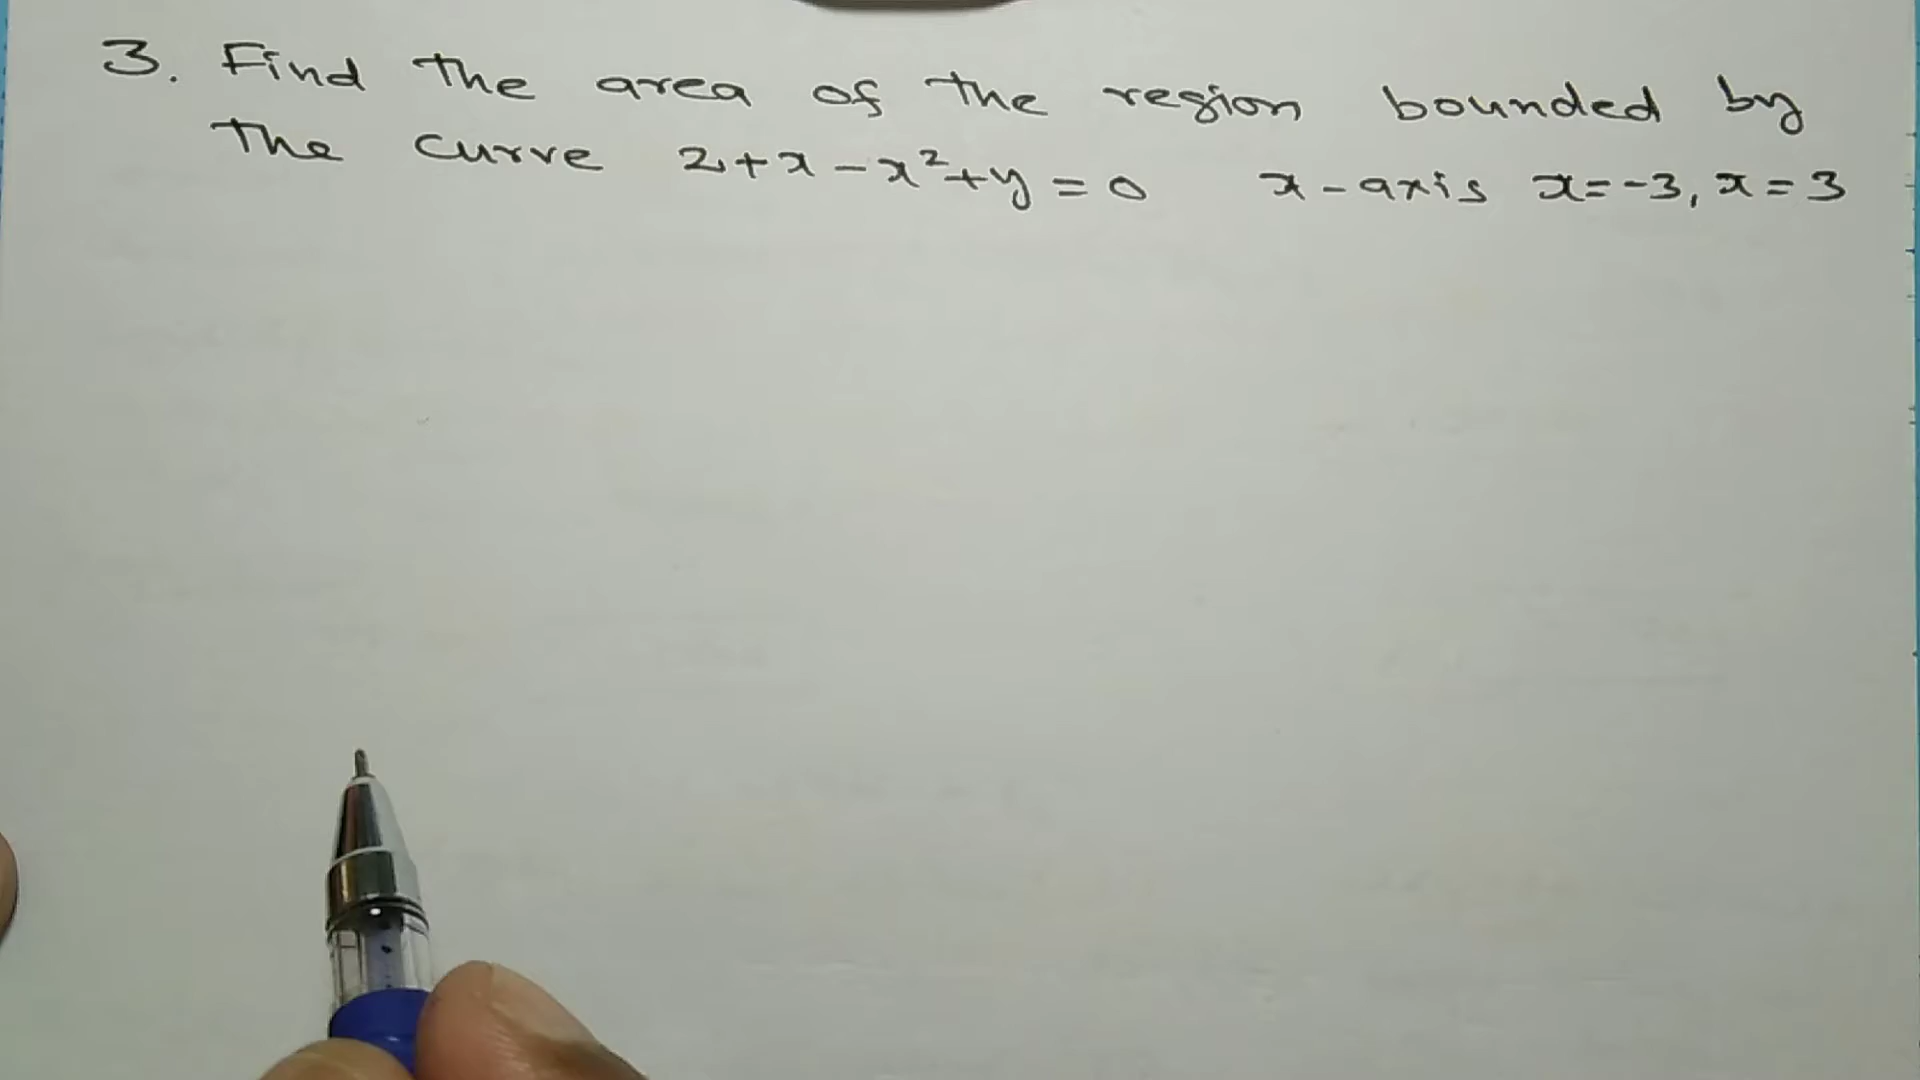 3. Find the area of the region bounded by
the curve 2+x-x²+y=0 x-axis x=-3, x=3